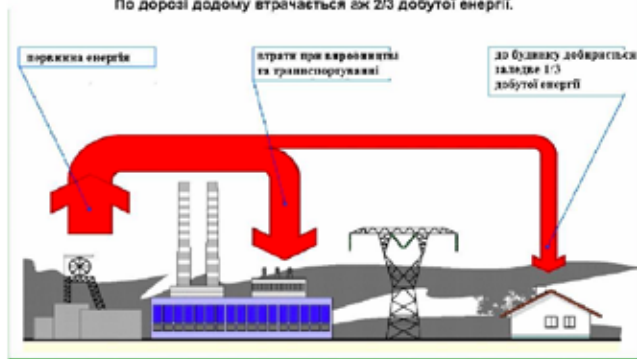 По дорозі додому втрачається аж 2/3 добутої енергії.
первинна енергія
втрати при виробництві
та транспортуванні
до будинку добирається
заледве 1/3
добутої енергії